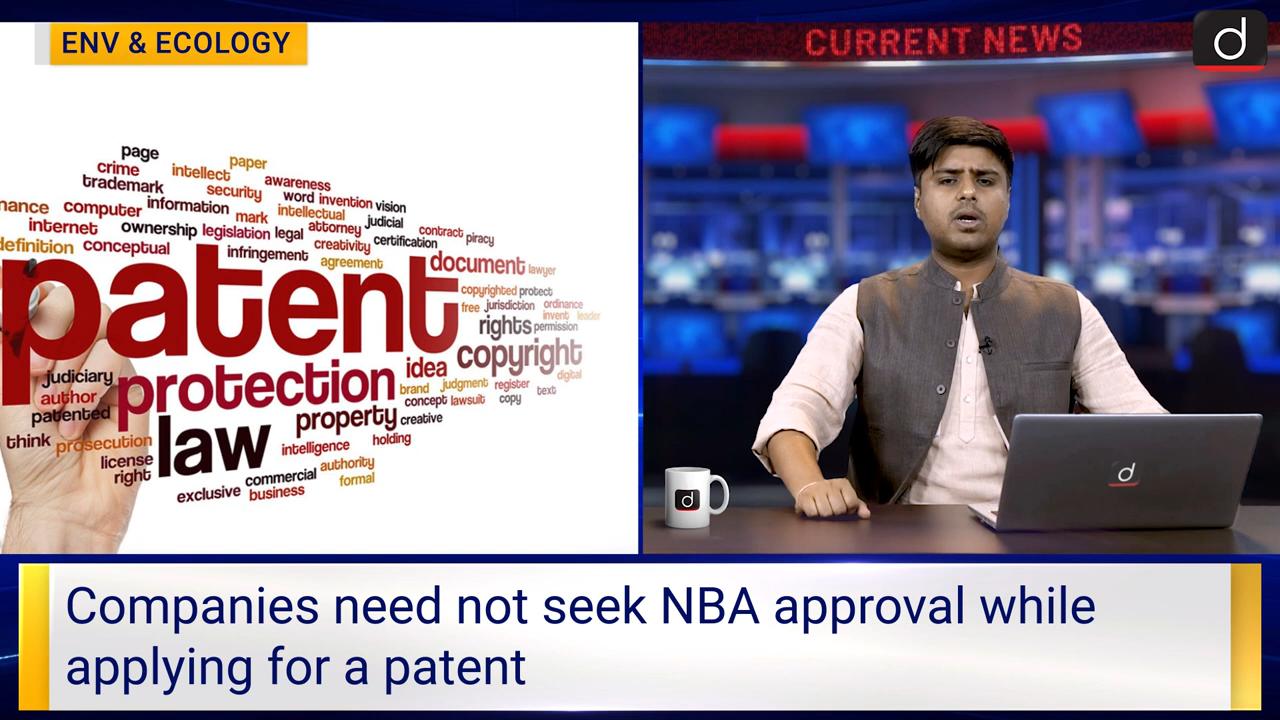 ENV & ECOLOGY
CURRENT NEWS
d
page
crime
intellect
paper
trademark
security
awareness
nance
computer
information
mark
word
invention
vision
internet
ownership
legislation
legal
intellectual
attorney
judicial
definition
conceptual
infringement
creativity
certification
contract
piracy
agreement
document
lawyer
patent
copyrighted
protect
free
jurisdiction
ordinance
invent
leader
rights
permission
copyright
digital
judiciary
protection
idea
author
brand
judgment
register
text
patented
concept
lawsuit
copy
think
prosecution
law
property
creative
license
intelligence
holding
right
commercial
authority
formal
exclusive
business
d
d
Companies need not seek NBA approval while
applying for a patent